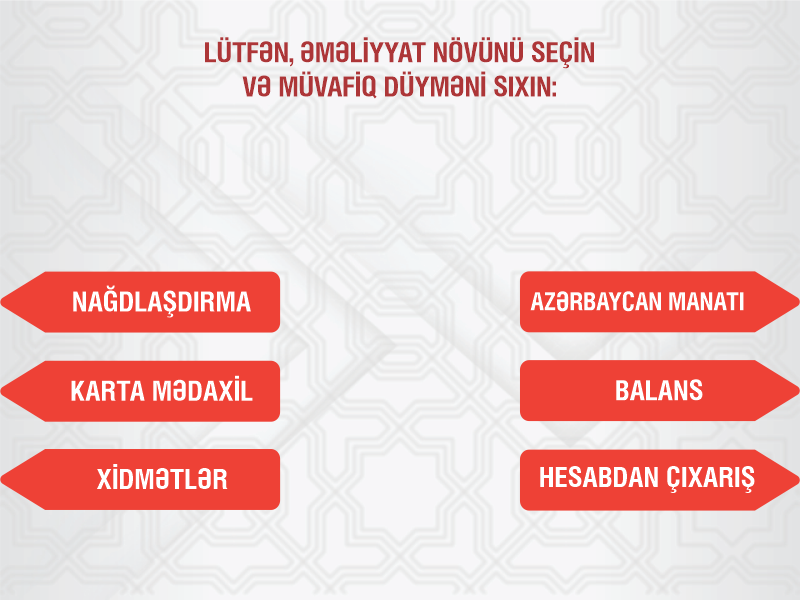 LÜTFƏN, ƏMƏLİYYAT NÖVÜNÜ SEÇİN
VƏ MÜVAFİQ DÜYMƏNİ SIXIN:
NAĞDLAŞDIRMA
AZƏRBAYCAN MANATI
KARTA MƏDAXİL
BALANS
XİDMƏTLƏR
HESABDAN ÇIXARIŞ